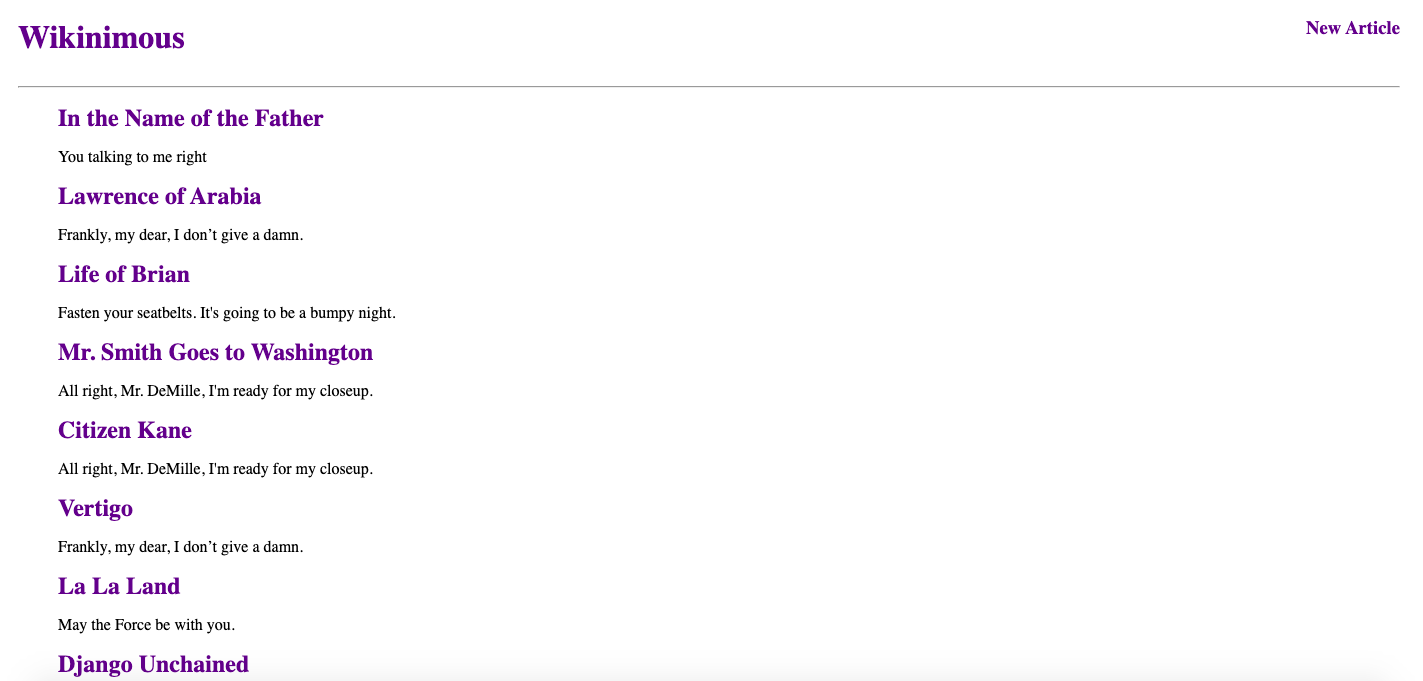 Wikinimous
New Article
In the Name of the Father
You talking to me right
Lawrence of Arabia
Frankly, my dear, I don’t give a damn.
Life of Brian
Fasten your seatbelts. It's going to be a bumpy night.
Mr. Smith Goes to Washington
All right, Mr. DeMille, I'm ready for my closeup.
Citizen Kane
All right, Mr. DeMille, I'm ready for my closeup.
Vertigo
Frankly, my dear, I don’t give a damn.
La La Land
May the Force be with you.
Django Unchained